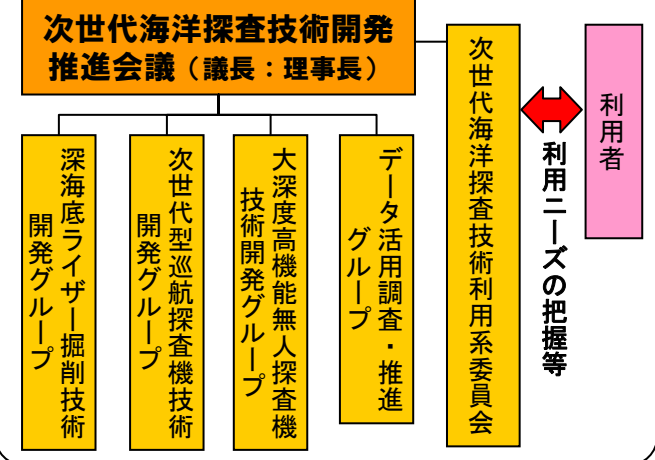 次世代海洋探査技術開発
推進会議（議長：理事長）
深海底ライザー掘削技術
開発グループ
次世代型巡航探査機技術
開発グループ
大深度高機能無人探査機
技術開発グループ
データ活用調査・推進
グループ
次世代海洋探査技術利用系委員会
利用ニーズの把握等
利用者